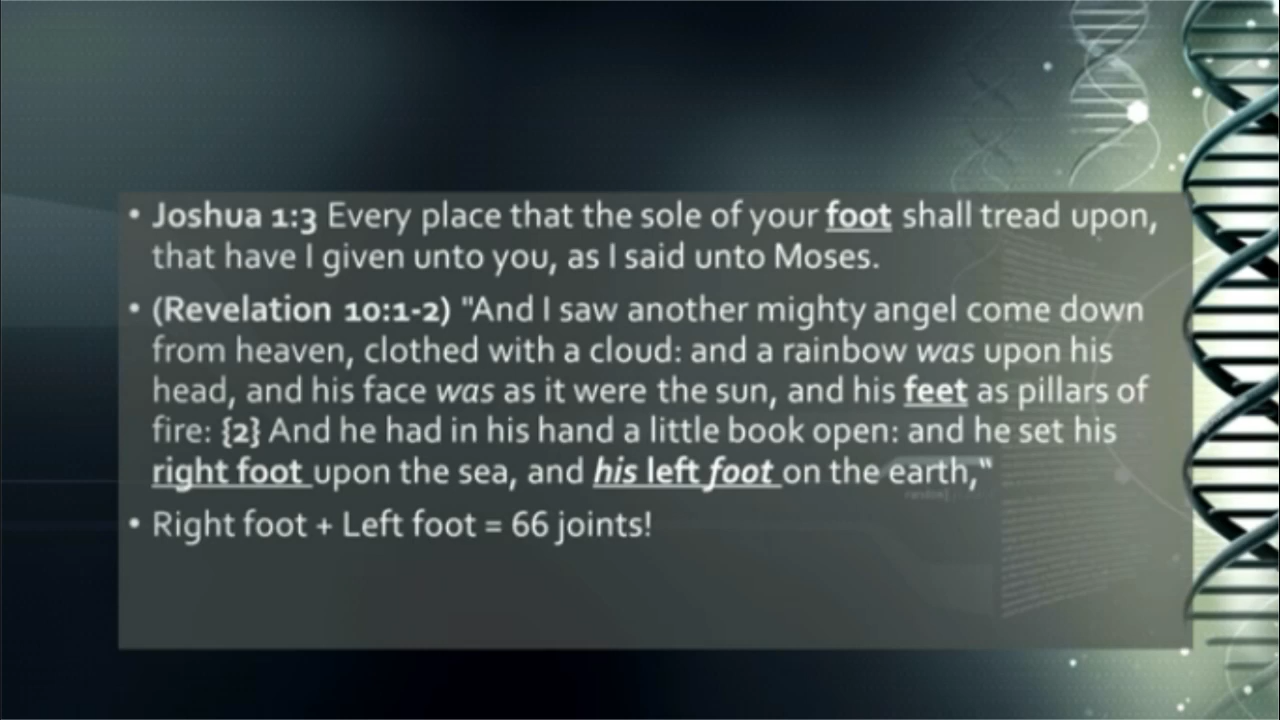 • Joshua 1:3 Every place that the sole of your foot shall tread upon,
that have I given unto you, as I said unto Moses.
• (Revelation 10:1-2) "And I saw another mighty angel come down
from heaven, clothed with a cloud: and a rainbow was upon his
head, and his face was as it were the sun, and his feet as pillars of
fire: {2} And he had in his hand a little book open: and he set his
right foot upon the sea, and his left foot on the earth,“
• Right foot + Left foot = 66 joints!